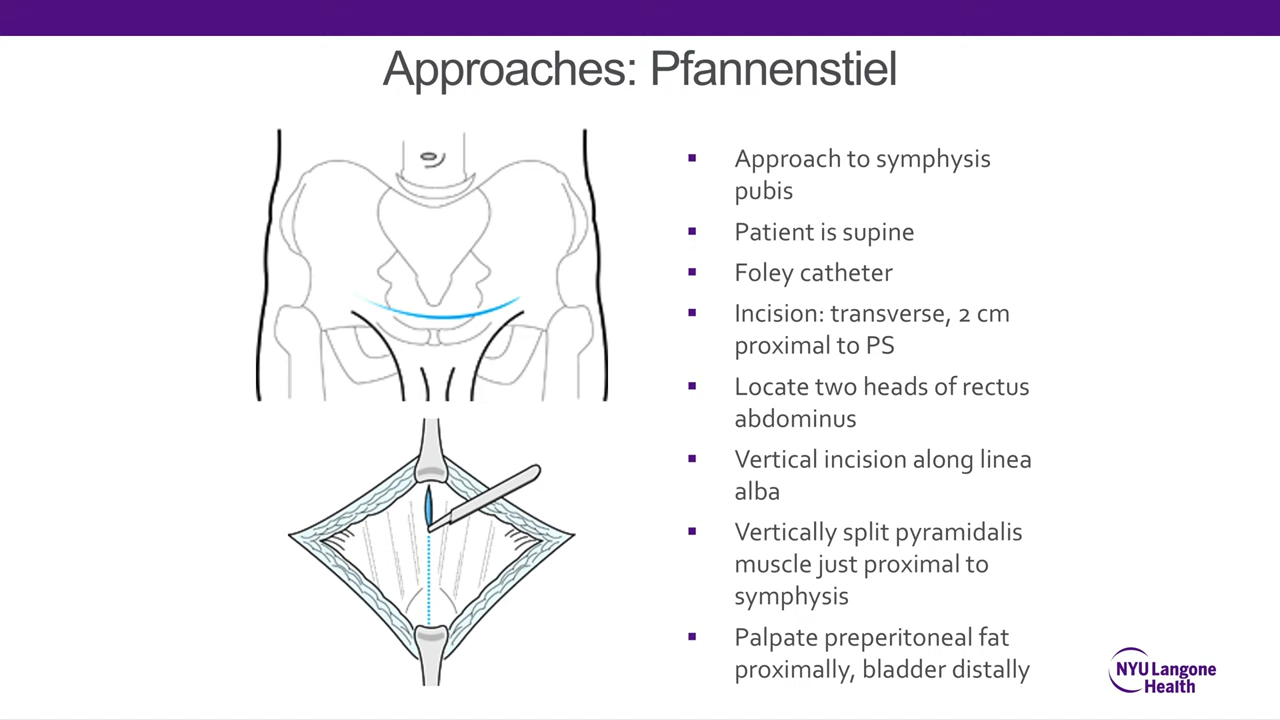 Approaches: Pfannenstiel
▪ Approach to symphysis
pubis
▪ Patient is supine
▪ Foley catheter
▪ Incision: transverse, 2 cm
proximal to PS
▪ Locate two heads of rectus
abdominus
▪ Vertical incision along linea
alba
▪ Vertically split pyramidalis
muscle just proximal to
symphysis
▪ Palpate preperitoneal fat
proximally, bladder distally
NYU Langone
Health